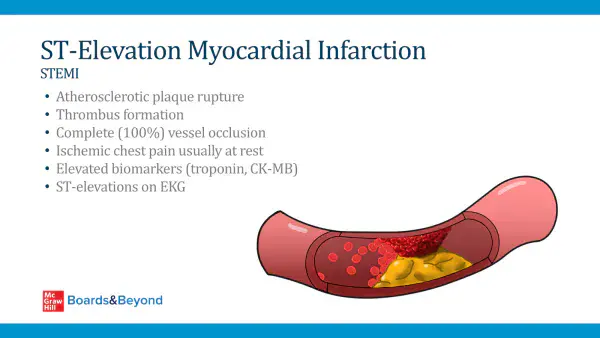 ST-Elevation Myocardial Infarction
STEMI
• Atherosclerotic plaque rupture
• Thrombus formation
• Complete (100%) vessel occlusion
• Ischemic chest pain usually at rest
• Elevated biomarkers (troponin, CK-MB)
• ST-elevations on EKG
Mc
Graw
Hill
Boards&Beyond